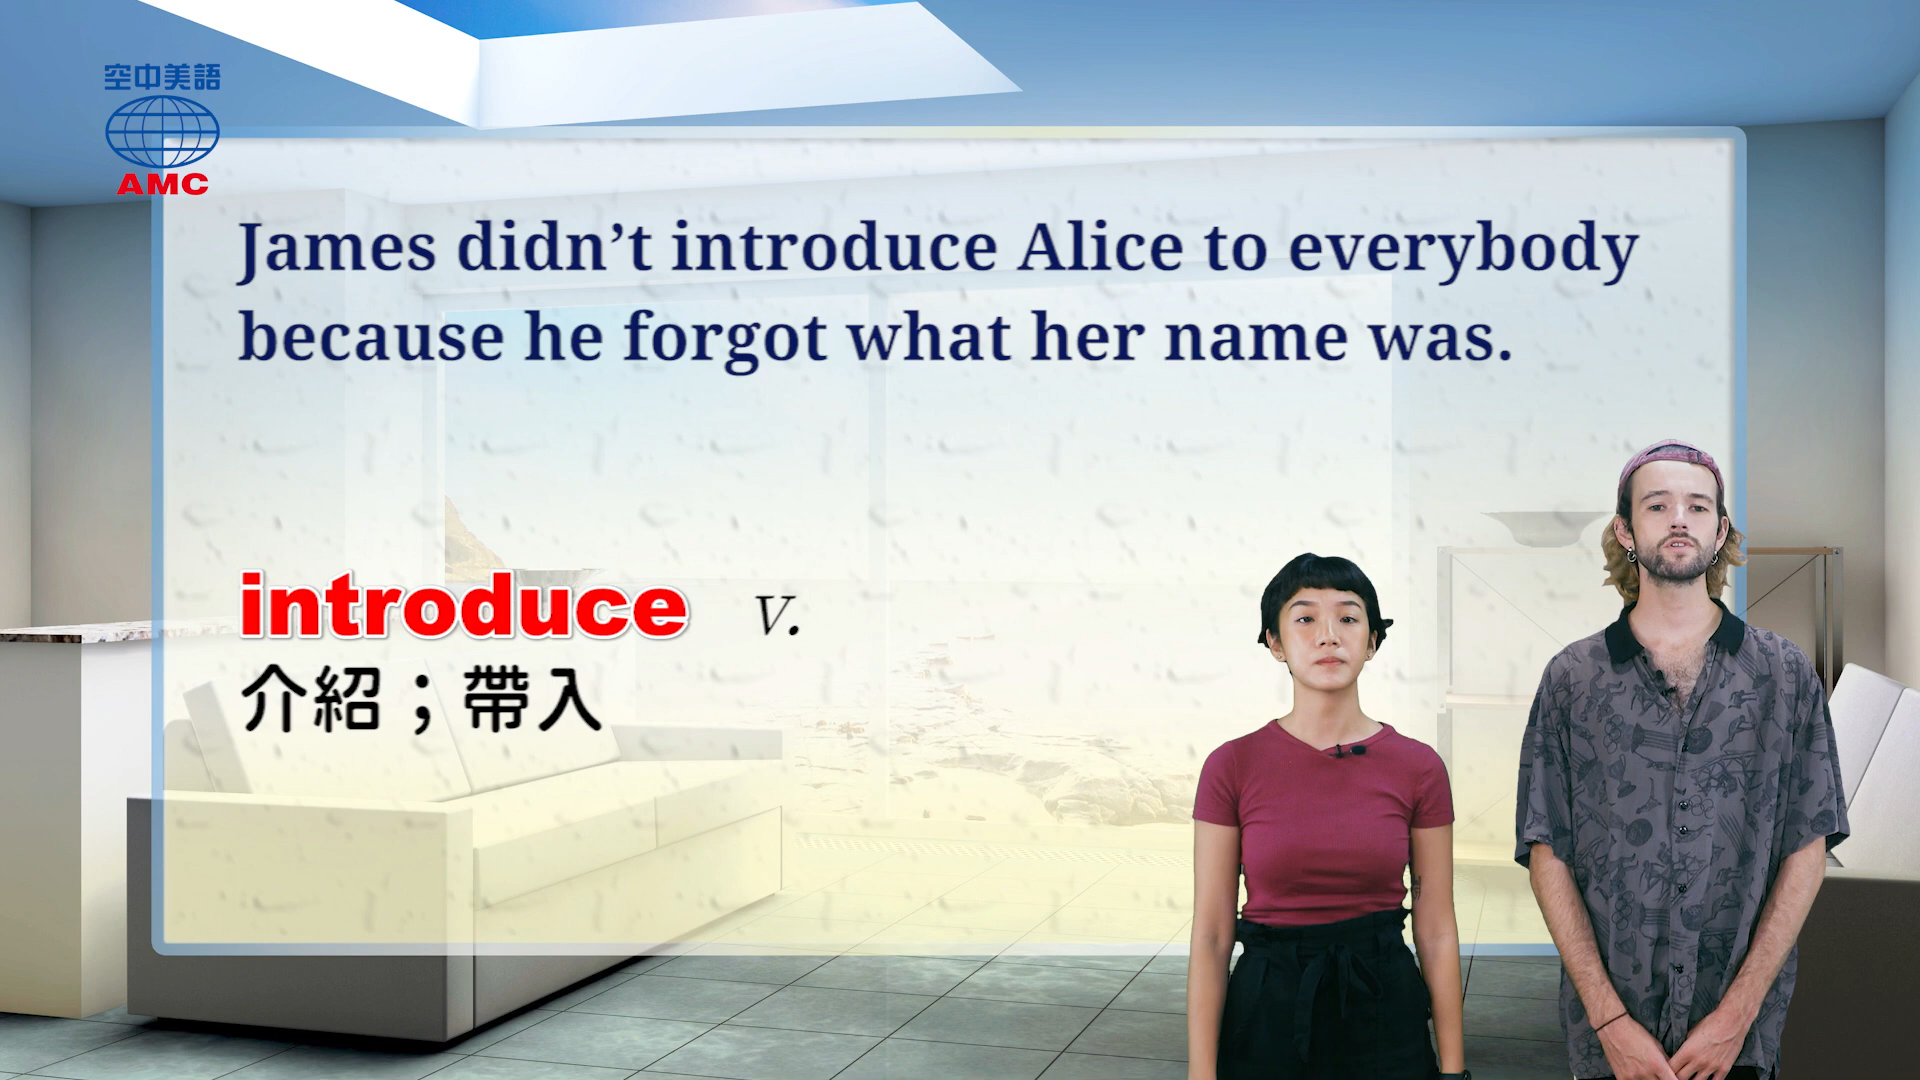 空中美語
AMC
James didn’t introduce Alice to everybody
because he forgot what her name was.
introduce v.
介紹；帶入